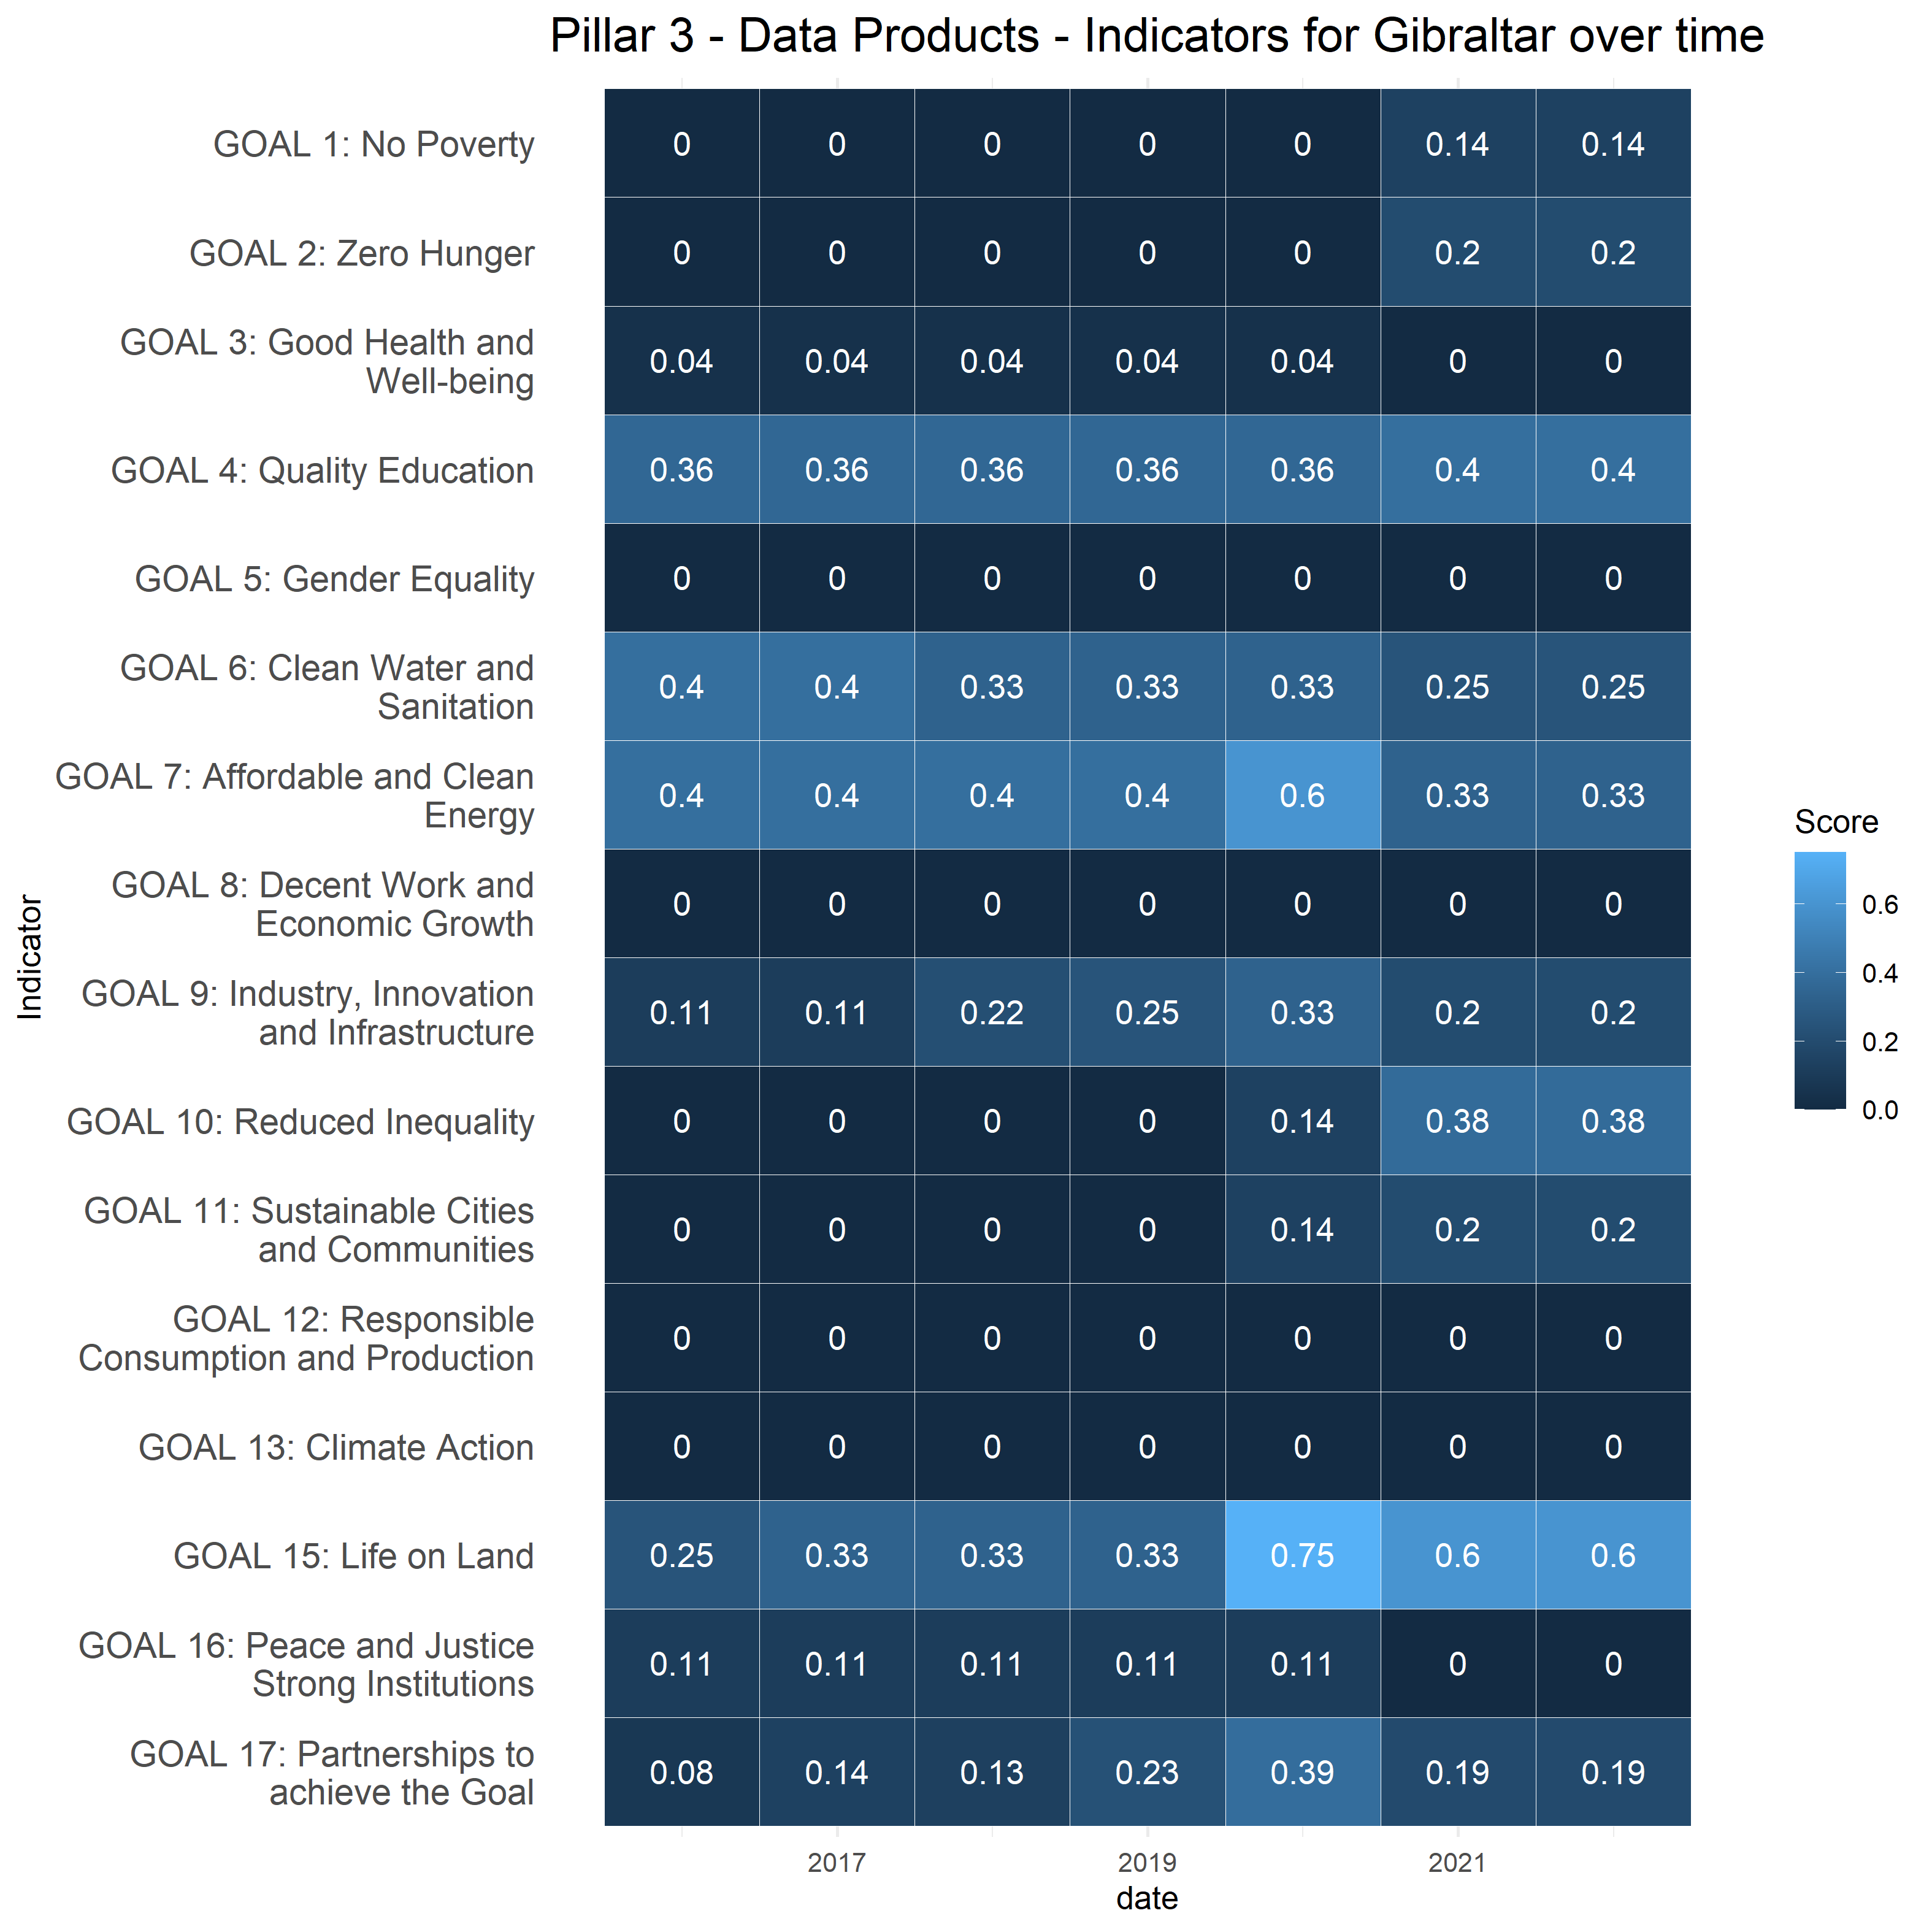 Pillar 3 - Data Products - Indicators for Gibraltar over time
GOAL 1: No Poverty
0 0 0 0 0 0.14 0.14
GOAL 2: Zero Hunger
0 0 0 0 0 0.2 0.2
GOAL 3: Good Health and
Well-being
0.04 0.04 0.04 0.04 0.04 0 0
GOAL 4: Quality Education
0.36 0.36 0.36 0.36 0.36 0.4 0.4
GOAL 5: Gender Equality
0 0 0 0 0 0 0
GOAL 6: Clean Water and
Sanitation
0.4 0.4 0.33 0.33 0.33 0.25 0.25
GOAL 7: Affordable and Clean
Energy
0.4 0.4 0.4 0.4 0.6 0.33 0.33
GOAL 8: Decent Work and
Economic Growth
0 0 0 0 0 0 0
GOAL 9: Industry, Innovation
and Infrastructure
0.11 0.11 0.22 0.25 0.33 0.2 0.2
GOAL 10: Reduced Inequality
0 0 0 0 0.14 0.38 0.38
GOAL 11: Sustainable Cities
and Communities
0 0 0 0 0.14 0.2 0.2
GOAL 12: Responsible
Consumption and Production
0 0 0 0 0 0 0
GOAL 13: Climate Action
0 0 0 0 0 0 0
GOAL 15: Life on Land
0.25 0.33 0.33 0.33 0.75 0.6 0.6
GOAL 16: Peace and Justice
Strong Institutions
0.11 0.11 0.11 0.11 0.11 0 0
GOAL 17: Partnerships to
achieve the Goal
0.08 0.14 0.13 0.23 0.39 0.19 0.19
Indicator
2017 2019 2021
date
Score
0.6
0.4
0.2
0.0